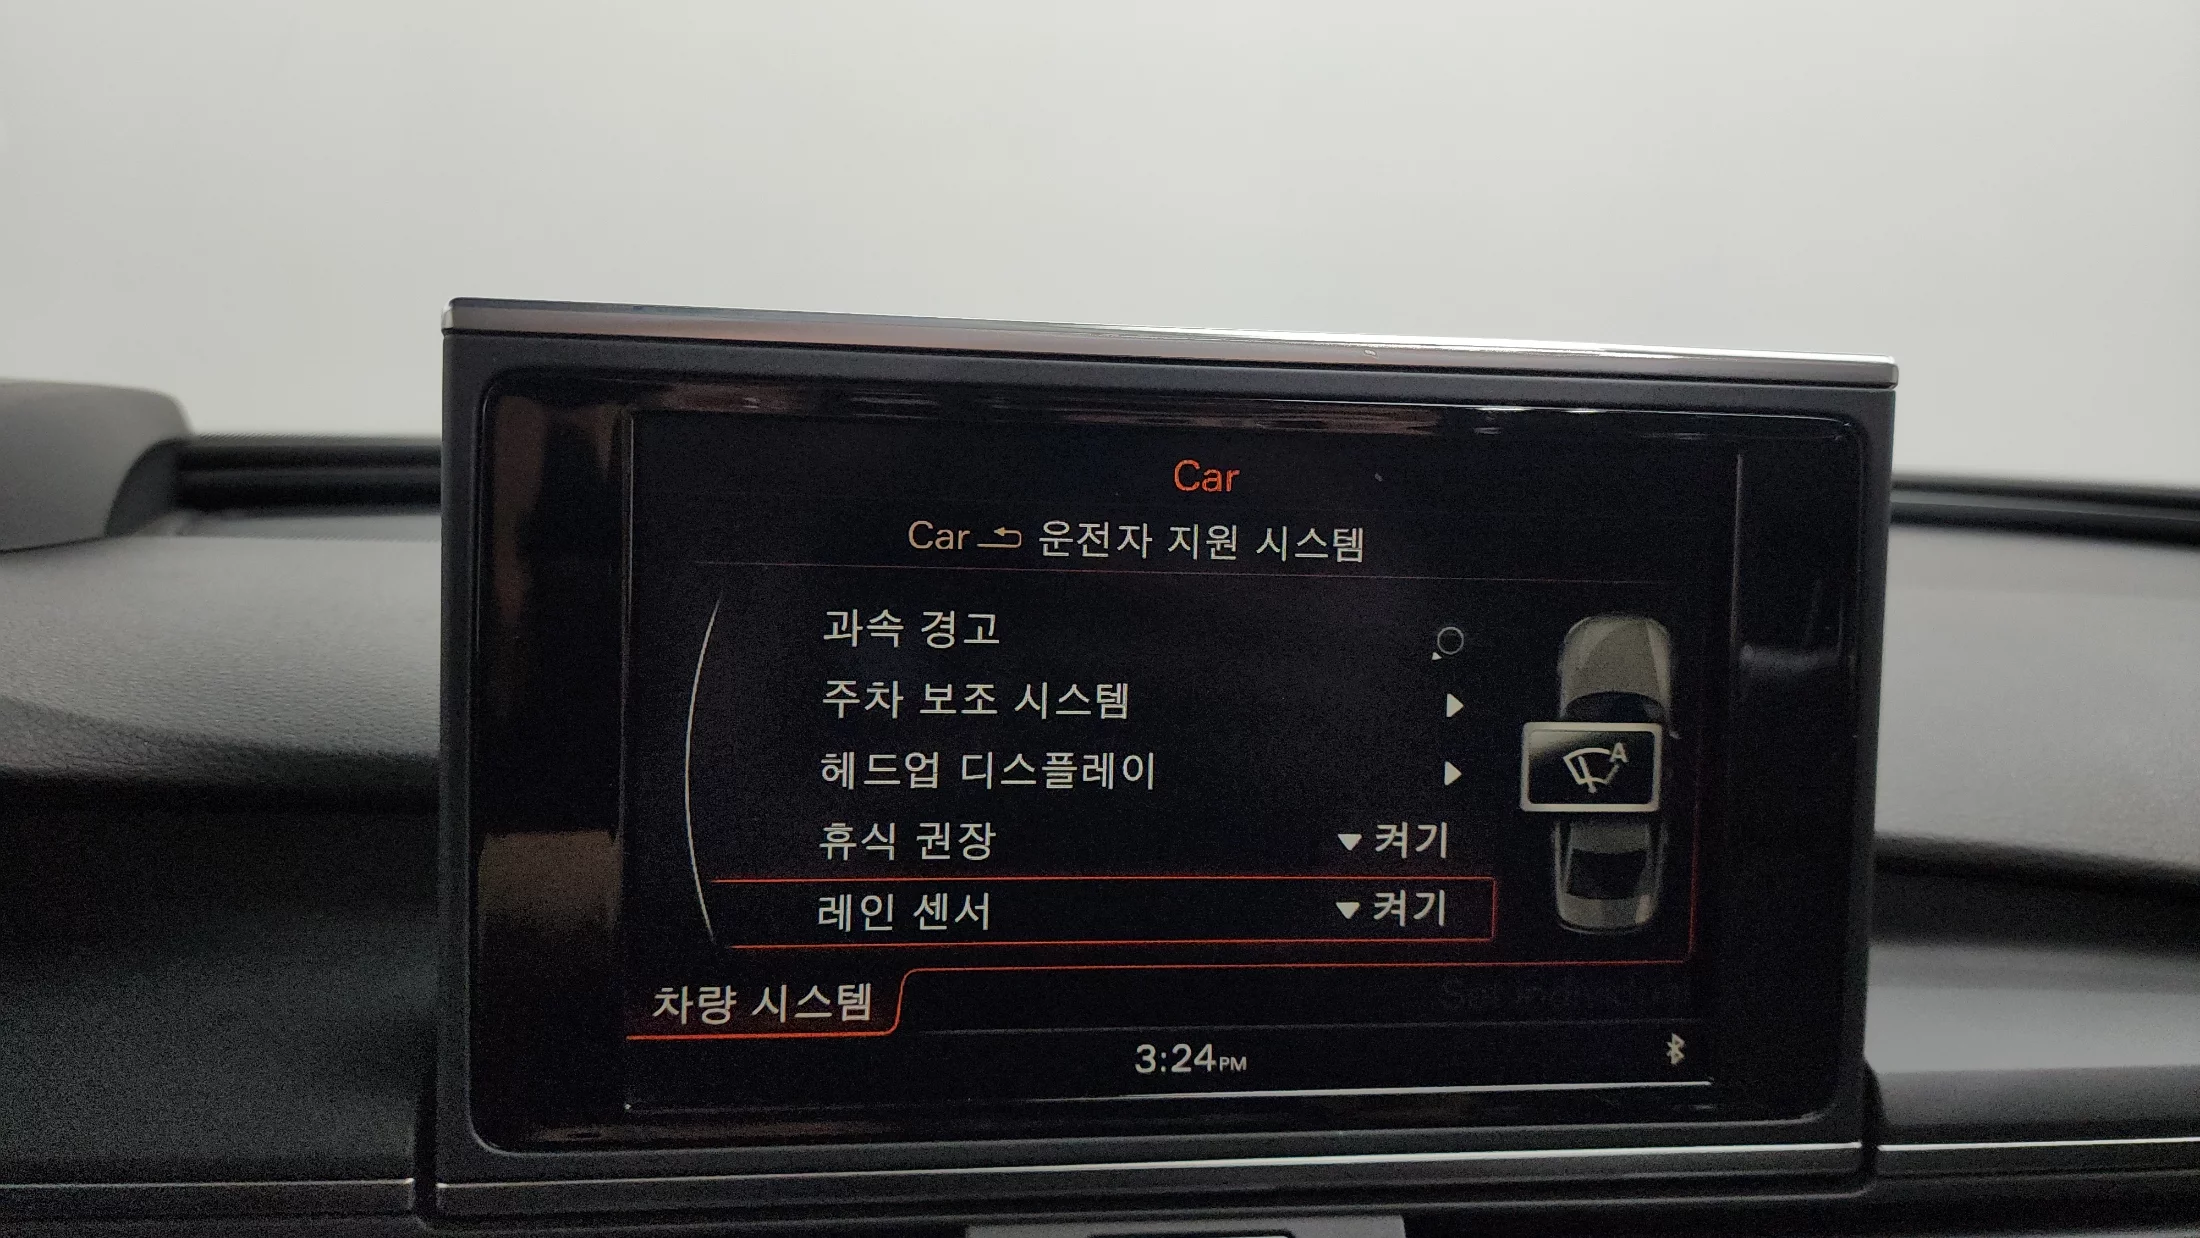 Car
Car 운전자 지원 시스템
과속 경고
주차 보조 시스템
헤드업 디스플레이
휴식 권장 켜기
레인 센서 켜기
A
차량 시스템
3:24PM